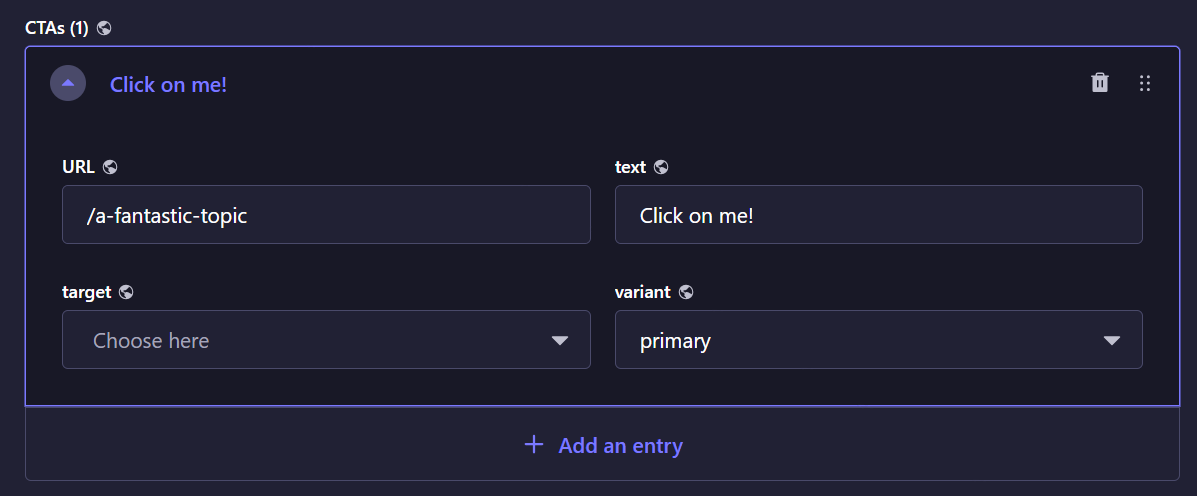 CTAs (1)
Click on me!
URL
text
/a-fantastic-topic
Click on me!
target
variant
Choose here
primary
Add an entry